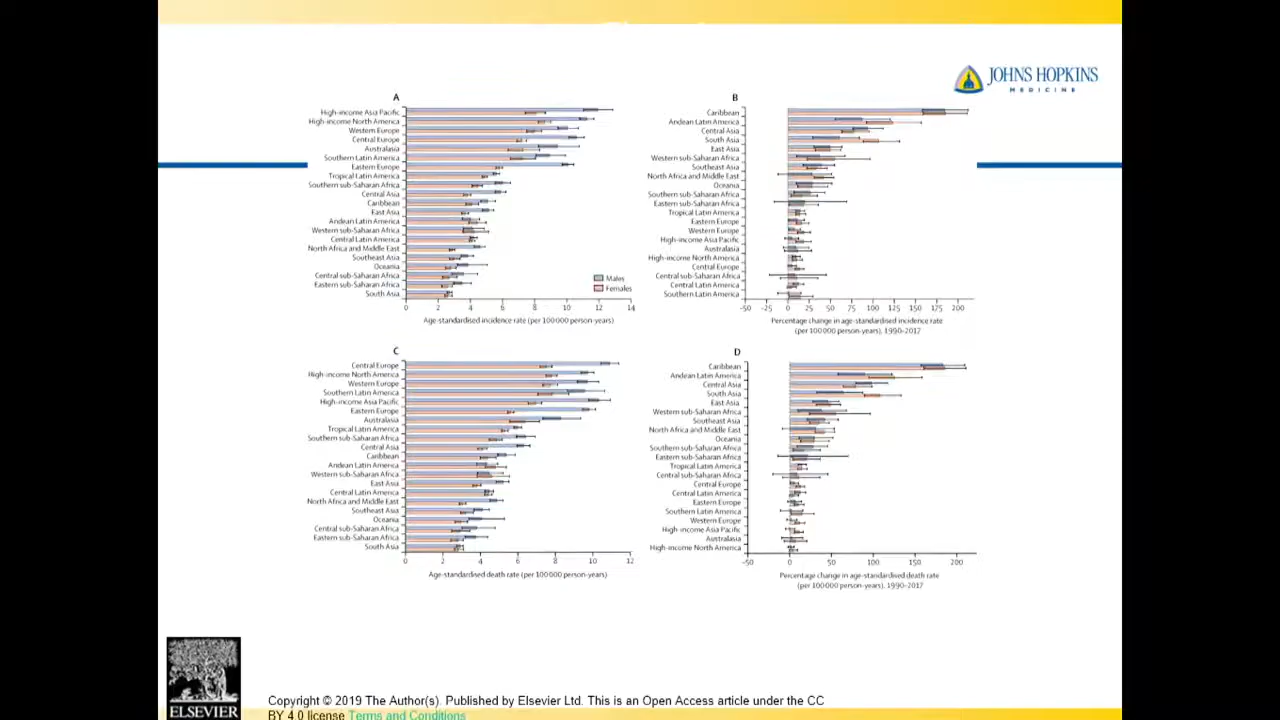 JOHNS HOPKINS
MEDICINE
A
High-income Asia Pacific
High-income North America
Western Europe
Central Europe
Australasia
Southern Latin America
Eastern Europe
Tropical Latin America
Southern sub-Saharan Africa
Central Asia
Caribbean
East Asia
Andean Latin America
Western sub-Saharan Africa
Central Latin America
North Africa and Middle East
Southeast Asia
Oceania
Central sub-Saharan Africa
Eastern sub-Saharan Africa
South Asia
Males
Females
0 2 4 6 8 10 12 14
Age-standardised incidence rate (per 100 000 person-years)
B
Caribbean
Andean Latin America
Central Asia
South Asia
East Asia
Western sub-Saharan Africa
Southeast Asia
North Africa and Middle East
Oceania
Southern sub-Saharan Africa
Eastern sub-Saharan Africa
Tropical Latin America
Eastern Europe
Western Europe
High-income Asia Pacific
Australasia
High-income North America
Central Europe
Central sub-Saharan Africa
Central Latin America
Southern Latin America
-50 -25 0 25 50 75 100 125 150 175 200
Percentage change in age-standardised incidence rate
(per 100 000 person-years), 1990–2017
C
Central Europe
High-income North America
Western Europe
Southern Latin America
High-income Asia Pacific
Eastern Europe
Australasia
Tropical Latin America
Southern sub-Saharan Africa
Central Asia
Caribbean
Andean Latin America
Western sub-Saharan Africa
East Asia
Central Latin America
North Africa and Middle East
Southeast Asia
Oceania
Central sub-Saharan Africa
Eastern sub-Saharan Africa
South Asia
0 2 4 6 8 10 12
Age-standardised death rate (per 100 000 person-years)
D
Caribbean
Andean Latin America
Central Asia
South Asia
East Asia
Western sub-Saharan Africa
Southeast Asia
North Africa and Middle East
Oceania
Southern sub-Saharan Africa
Eastern sub-Saharan Africa
Tropical Latin America
Central sub-Saharan Africa
Central Europe
Central Latin America
Eastern Europe
Southern Latin America
Western Europe
High-income Asia Pacific
Australasia
High-income North America
-50 0 50 100 150 200
Percentage change in age-standardised death rate
(per 100 000 person-years), 1990–2017
ELSEVIER
Copyright © 2019 The Author(s). Published by Elsevier Ltd. This is an Open Access article under the CC
BY 4.0 license Terms and Conditions